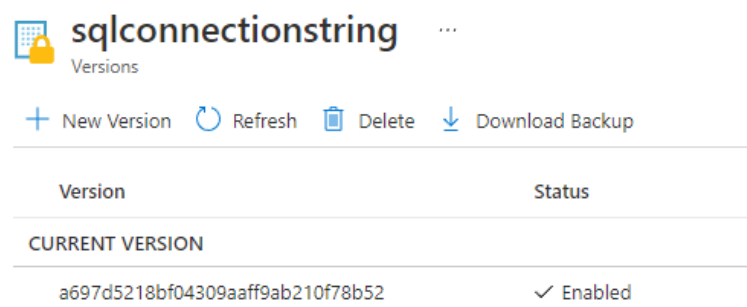 sqlconnectionstring ...
Versions
New Version Refresh Delete Download Backup
Version Status
CURRENT VERSION
a697d5218bf04309aaff9ab210f78b52 Enabled